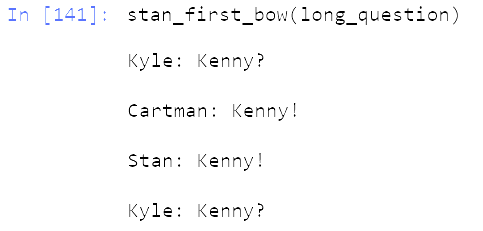 In [141]: stan_first_bow(long_question)
Kyle: Kenny?
Cartman: Kenny!
Stan: Kenny!
Kyle: Kenny?